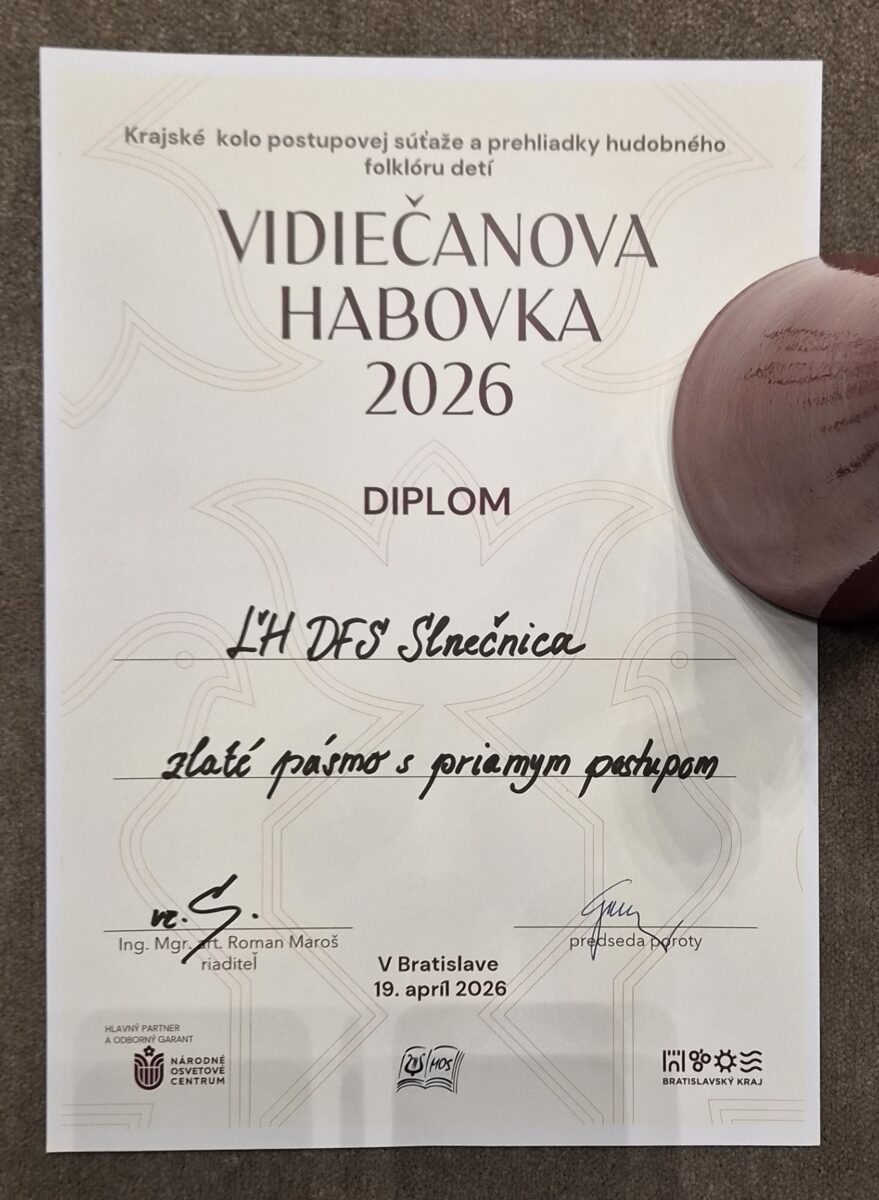 Krajské kolo postupovej súťaže a prehliadky hudobného
folklóru detí
VIDIEČANOVA
HABOVKA
2026
DIPLOM
ĽH DFS Slnečnica
zlaté pásmo s priamym postupom
vz. Š.
Ing. Mgr. art. Roman Maroš
riaditeľ
predseda poroty
V Bratislave
19. apríl 2026
HLAVNÝ PARTNER
A ODBORNÝ GARANT
NÁRODNÉ
OSVETOVÉ
CENTRUM
MOS
BRATISLAVSKÝ KRAJ